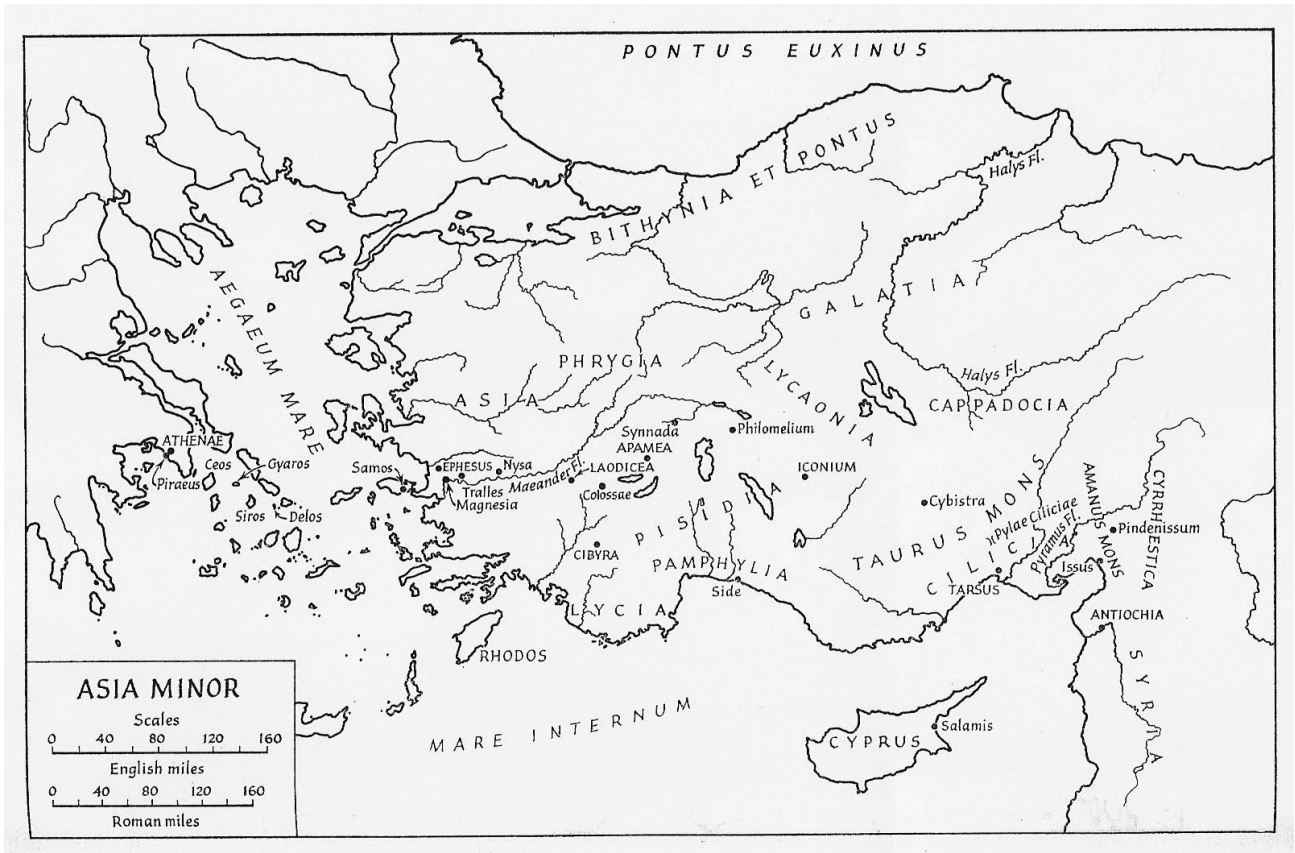 PONTUS EUXINUS
BITHYNIA ET PONTUS
Halys Fl.
AEGAEUM MARE
GALATIA
PHRYGIA
LYCAONIA
Halys Fl.
ASIA
CAPPADOCIA
Synnada
Philomelium
ATHENAE
Piraeus
Ceos
Gyaros
Samos
EPHESUS
Nysa
APAMEA
LAODICEA
ICONIUM
Tralles
Maeander Fl.
Colossae
Magnesia
Siros
Delos
Cybistra
AMANUS MONS
CYRRHESTICA
PISIDIA
TAURUS MONS
Pylae Ciliciae
Pyramus Fl.
Pindenissum
CIBYRA
PAMPHYLIA
CILICIA
Issus
Side
TARSUS
LYCIA
ANTIOCHIA
RHODOS
SYRIA
MARE INTERNUM
CYPRUS
Salamis
ASIA MINOR
Scales
0 40 80 120 160
English miles
0 40 80 120 160
Roman miles